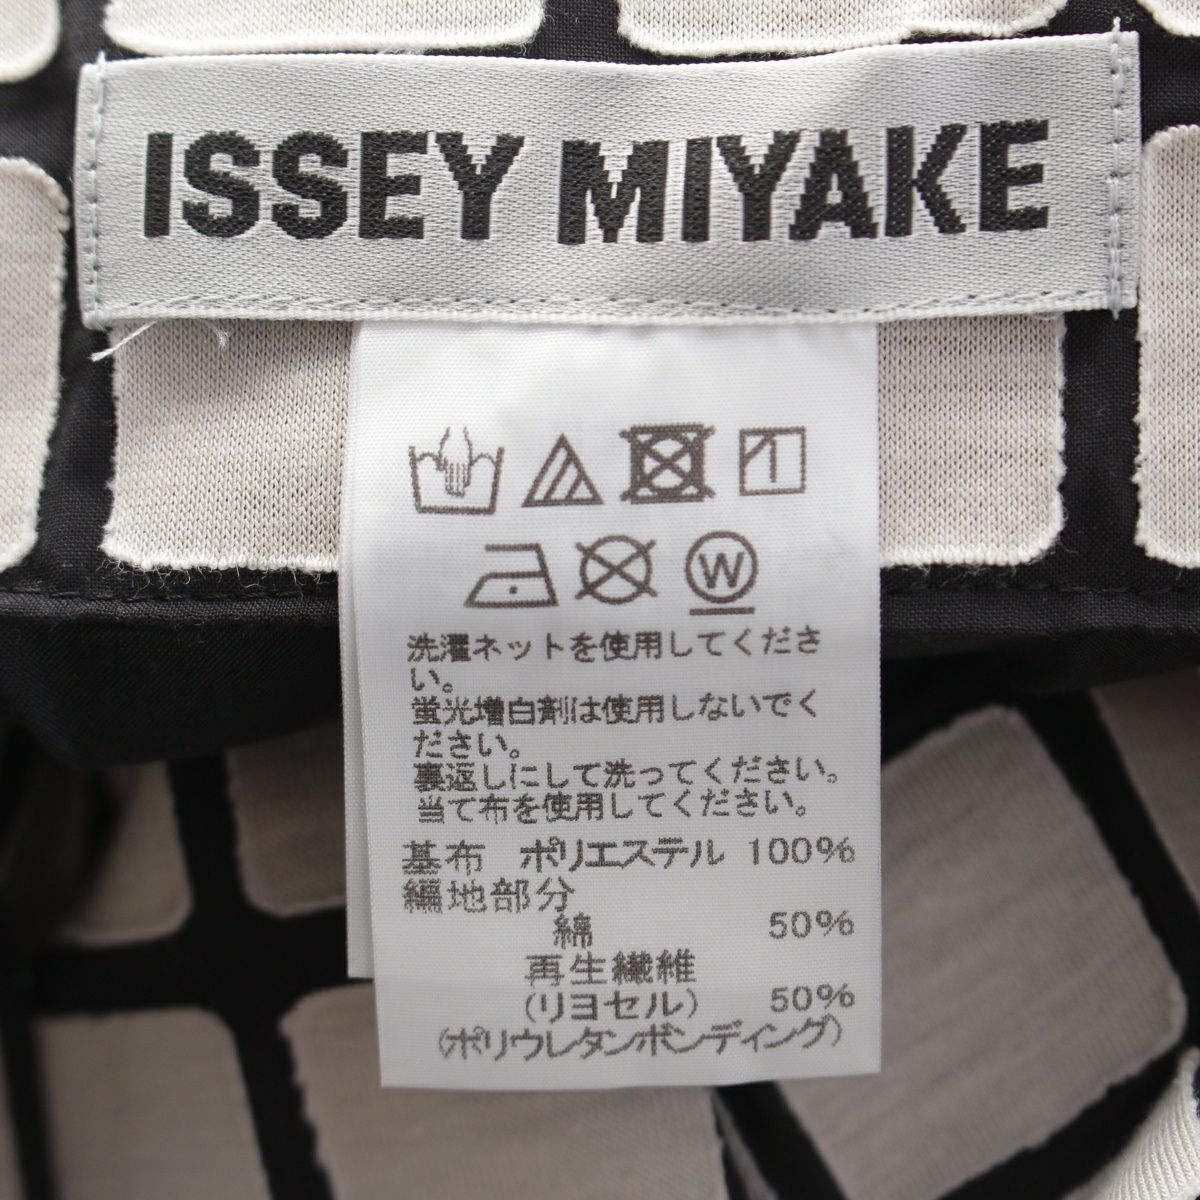 ISSEY MIYAKE
W
洗濯ネットを使用してくださ
い。
蛍光増白剤は使用しないでく
ださい。
裏返しにして洗ってください。
当て布を使用してください。
基布 ポリエステル 100%
編地部分
綿 50%
再生繊維
(リヨセル) 50%
(ポリウレタンボンディング)